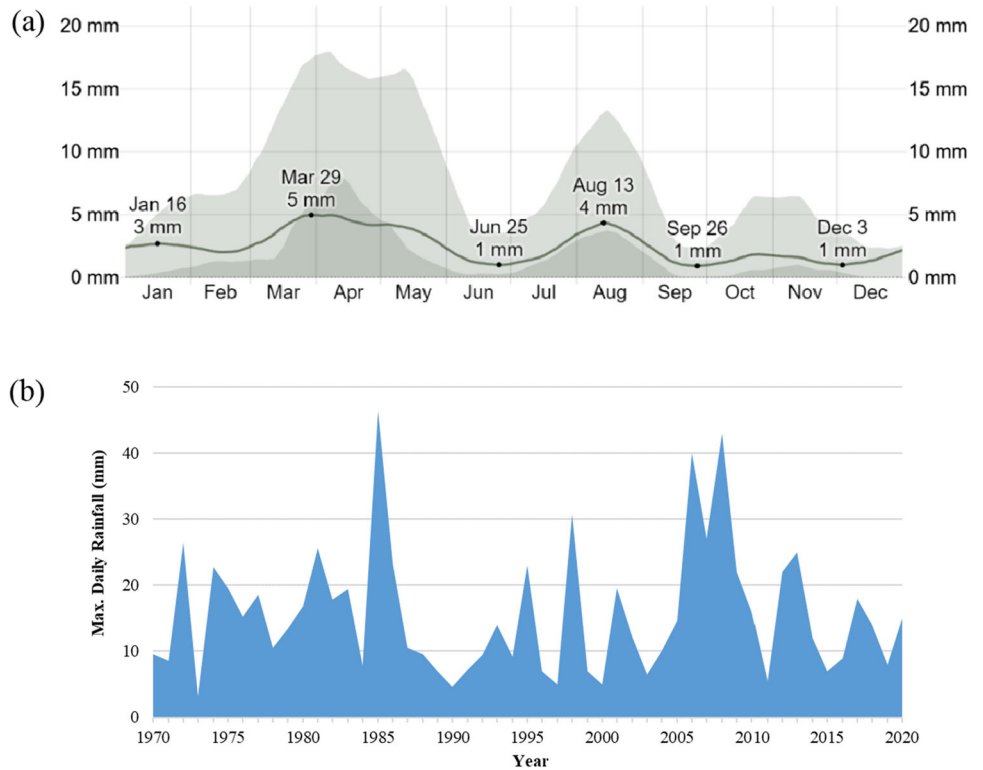 (a)
20 mm 20 mm
15 mm 15 mm
10 mm 10 mm
Mar 29
5 mm
Aug 13
4 mm
Jan 16
3 mm
5 mm 5 mm
Jun 25
1 mm
Sep 26
1 mm
Dec 3
1 mm
0 mm 0 mm
Jan Feb Mar Apr May Jun Jul Aug Sep Oct Nov Dec
(b)
Max. Daily Rainfall (mm)
50
40
30
20
10
0
1970 1975 1980 1985 1990 1995 2000 2005 2010 2015 2020
Year